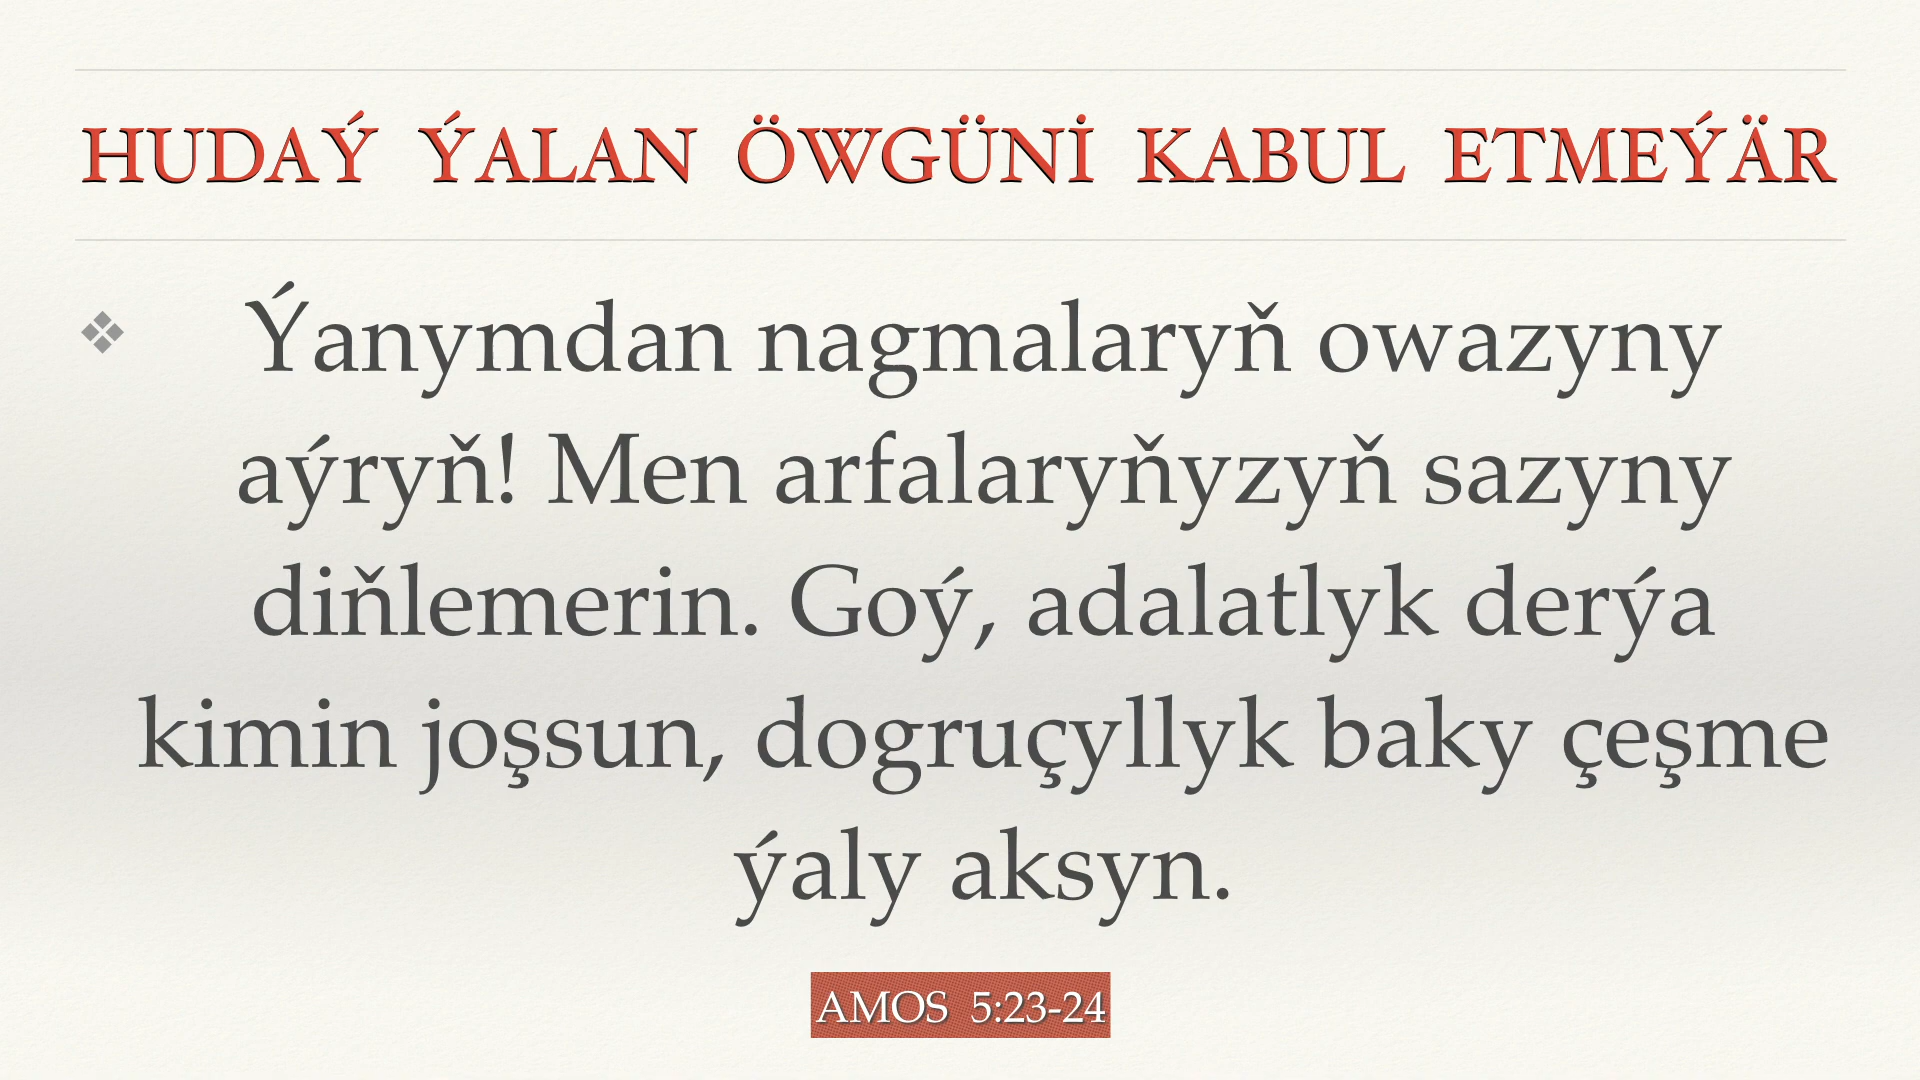 HUDAÝ ÝALAN ÖWGÜNİ KABUL ETMEÝÄR
❖ Ýanymdan nagmalaryň owazyny
aýryň! Men arfalaryňyzyň sazyny
diňlemerin. Goý, adalatlyk derýa
kimin joşsun, dogruçyllyk baky çeşme
ýaly aksyn.
AMOS 5:23-24